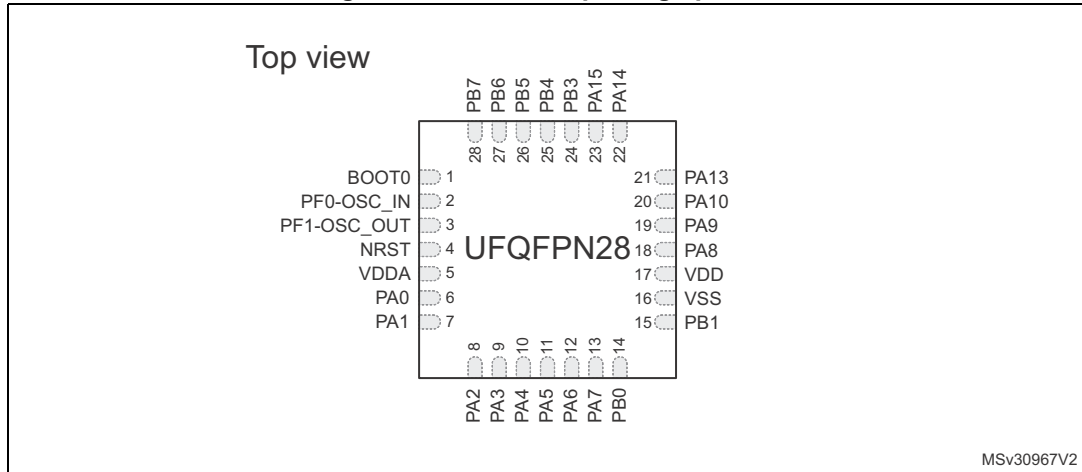 Top view
PB7
PB6
PB5
PB4
PB3
PA15
PA14
28
27
26
25
24
23
22
BOOT0 1
PF0-OSC_IN 2
PF1-OSC_OUT 3
NRST 4
VDDA 5
PA0 6
PA1 7
UFQFPN28
21 PA13
20 PA10
19 PA9
18 PA8
17 VDD
16 VSS
15 PB1
8
9
10
11
12
13
14
PA2
PA3
PA4
PA5
PA6
PA7
PB0
MSv30967V2